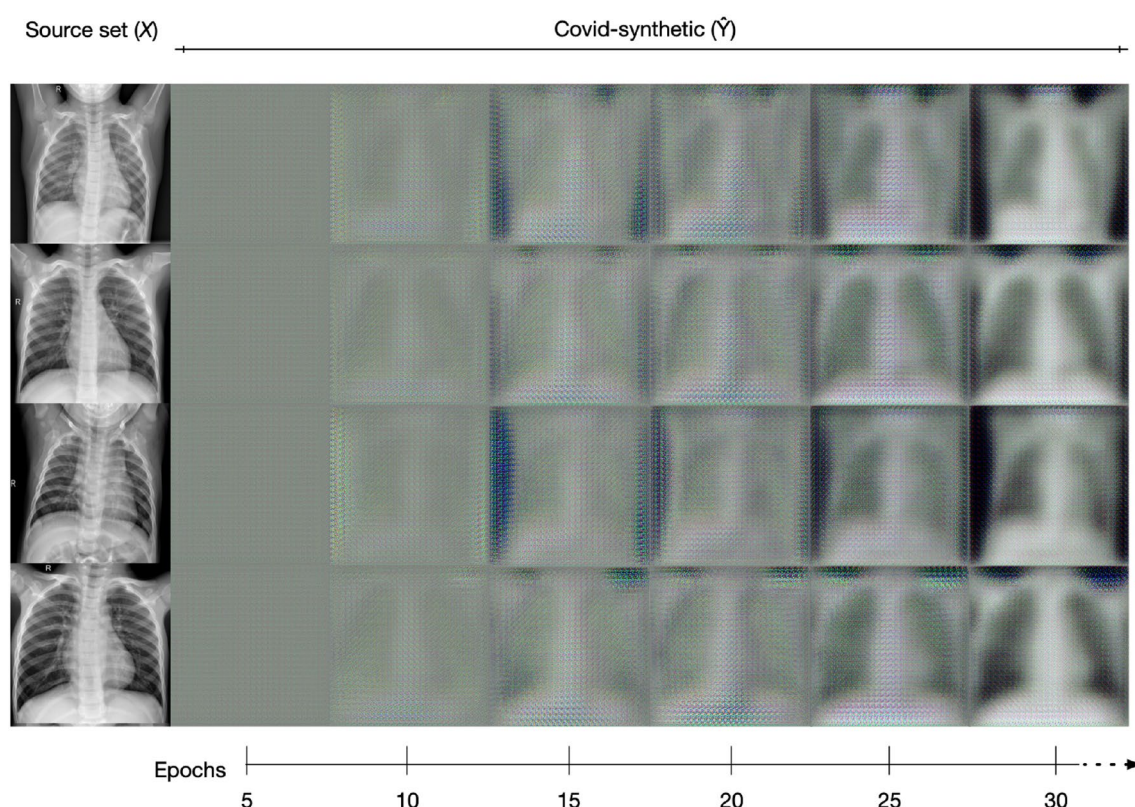 Source set (X)
Covid-synthetic (Ŷ)
R
R
R
R
Epochs
5
10
15
20
25
30